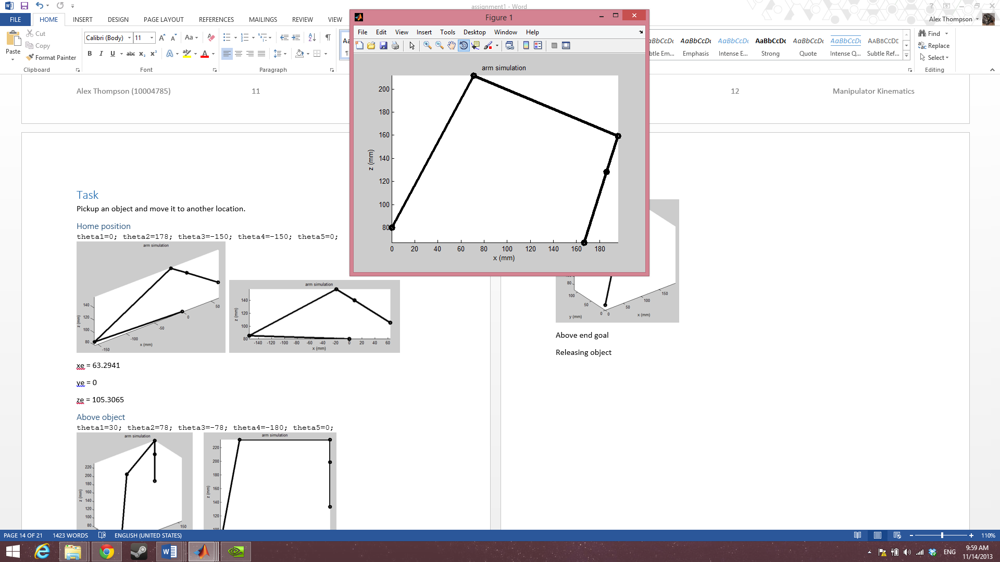 assignment1 - Word
FILE HOME INSERT DESIGN PAGE LAYOUT REFERENCES MAILINGS REVIEW VIEW
Alex Thompson
Paste
Cut
Copy
Format Painter
Clipboard
Calibri (Body) 11
Font
Paragraph
Emphasis
Intense E...
Strong
Quote
Intense Q...
Subtle Ref...
Find
Replace
Select
Editing
Figure 1
File Edit View Insert Tools Desktop Window Help
arm simulation
200
180
160
140
120
100
80
z (mm)
0 20 40 60 80 100 120 140 160 180
x (mm)
Alex Thompson (10004785) 11
12 Manipulator Kinematics
Task
Pickup an object and move it to another location.
Home position
theta1=0; theta2=178; theta3=-150; theta4=-150; theta5=0;
arm simulation
140
120
100
80
z (mm)
-150 -100 -50 0 50
x (mm)
arm simulation
140
120
100
80
z (mm)
-140 -120 -100 -80 -60 -40 -20 0 20 40 60
x (mm)
xe = 63.2941
ye = 0
ze = 105.3065
Above object
theta1=30; theta2=78; theta3=-78; theta4=-180; theta5=0;
arm simulation
220
200
180
160
140
120
100
80
z (mm)
150
arm simulation
220
200
180
160
140
120
z (mm)
80
100
50
0
y (mm)
0 50 100 150
x (mm)
Above end goal
Releasing object
PAGE 14 OF 21 1423 WORDS ENGLISH (UNITED STATES)
110%
ENG
9:59 AM
11/14/2013